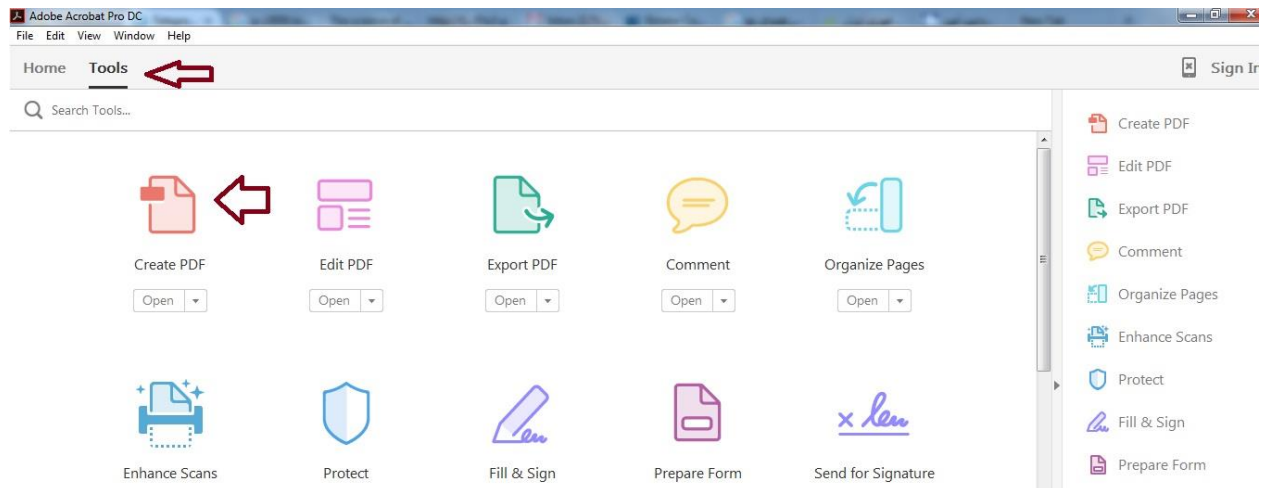 Adobe Acrobat Pro DC
File Edit View Window Help
Home Tools Sign Ir
Search Tools...
Create PDF Edit PDF Export PDF Comment Organize Pages
Open Open Open Open Open
Enhance Scans Protect Fill & Sign Prepare Form Send for Signature
Create PDF
Edit PDF
Export PDF
Comment
Organize Pages
Enhance Scans
Protect
Fill & Sign
Prepare Form